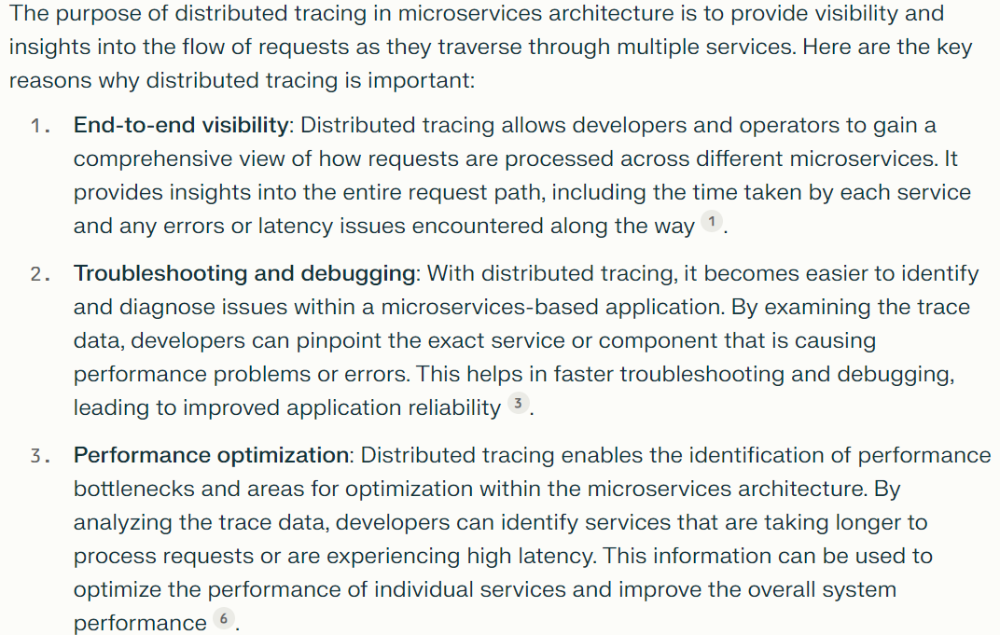 The purpose of distributed tracing in microservices architecture is to provide visibility and
insights into the flow of requests as they traverse through multiple services. Here are the key
reasons why distributed tracing is important:
1. End-to-end visibility: Distributed tracing allows developers and operators to gain a
comprehensive view of how requests are processed across different microservices. It
provides insights into the entire request path, including the time taken by each service
and any errors or latency issues encountered along the way 1.
2. Troubleshooting and debugging: With distributed tracing, it becomes easier to identify
and diagnose issues within a microservices-based application. By examining the trace
data, developers can pinpoint the exact service or component that is causing
performance problems or errors. This helps in faster troubleshooting and debugging,
leading to improved application reliability 3.
3. Performance optimization: Distributed tracing enables the identification of performance
bottlenecks and areas for optimization within the microservices architecture. By
analyzing the trace data, developers can identify services that are taking longer to
process requests or are experiencing high latency. This information can be used to
optimize the performance of individual services and improve the overall system
performance 6.